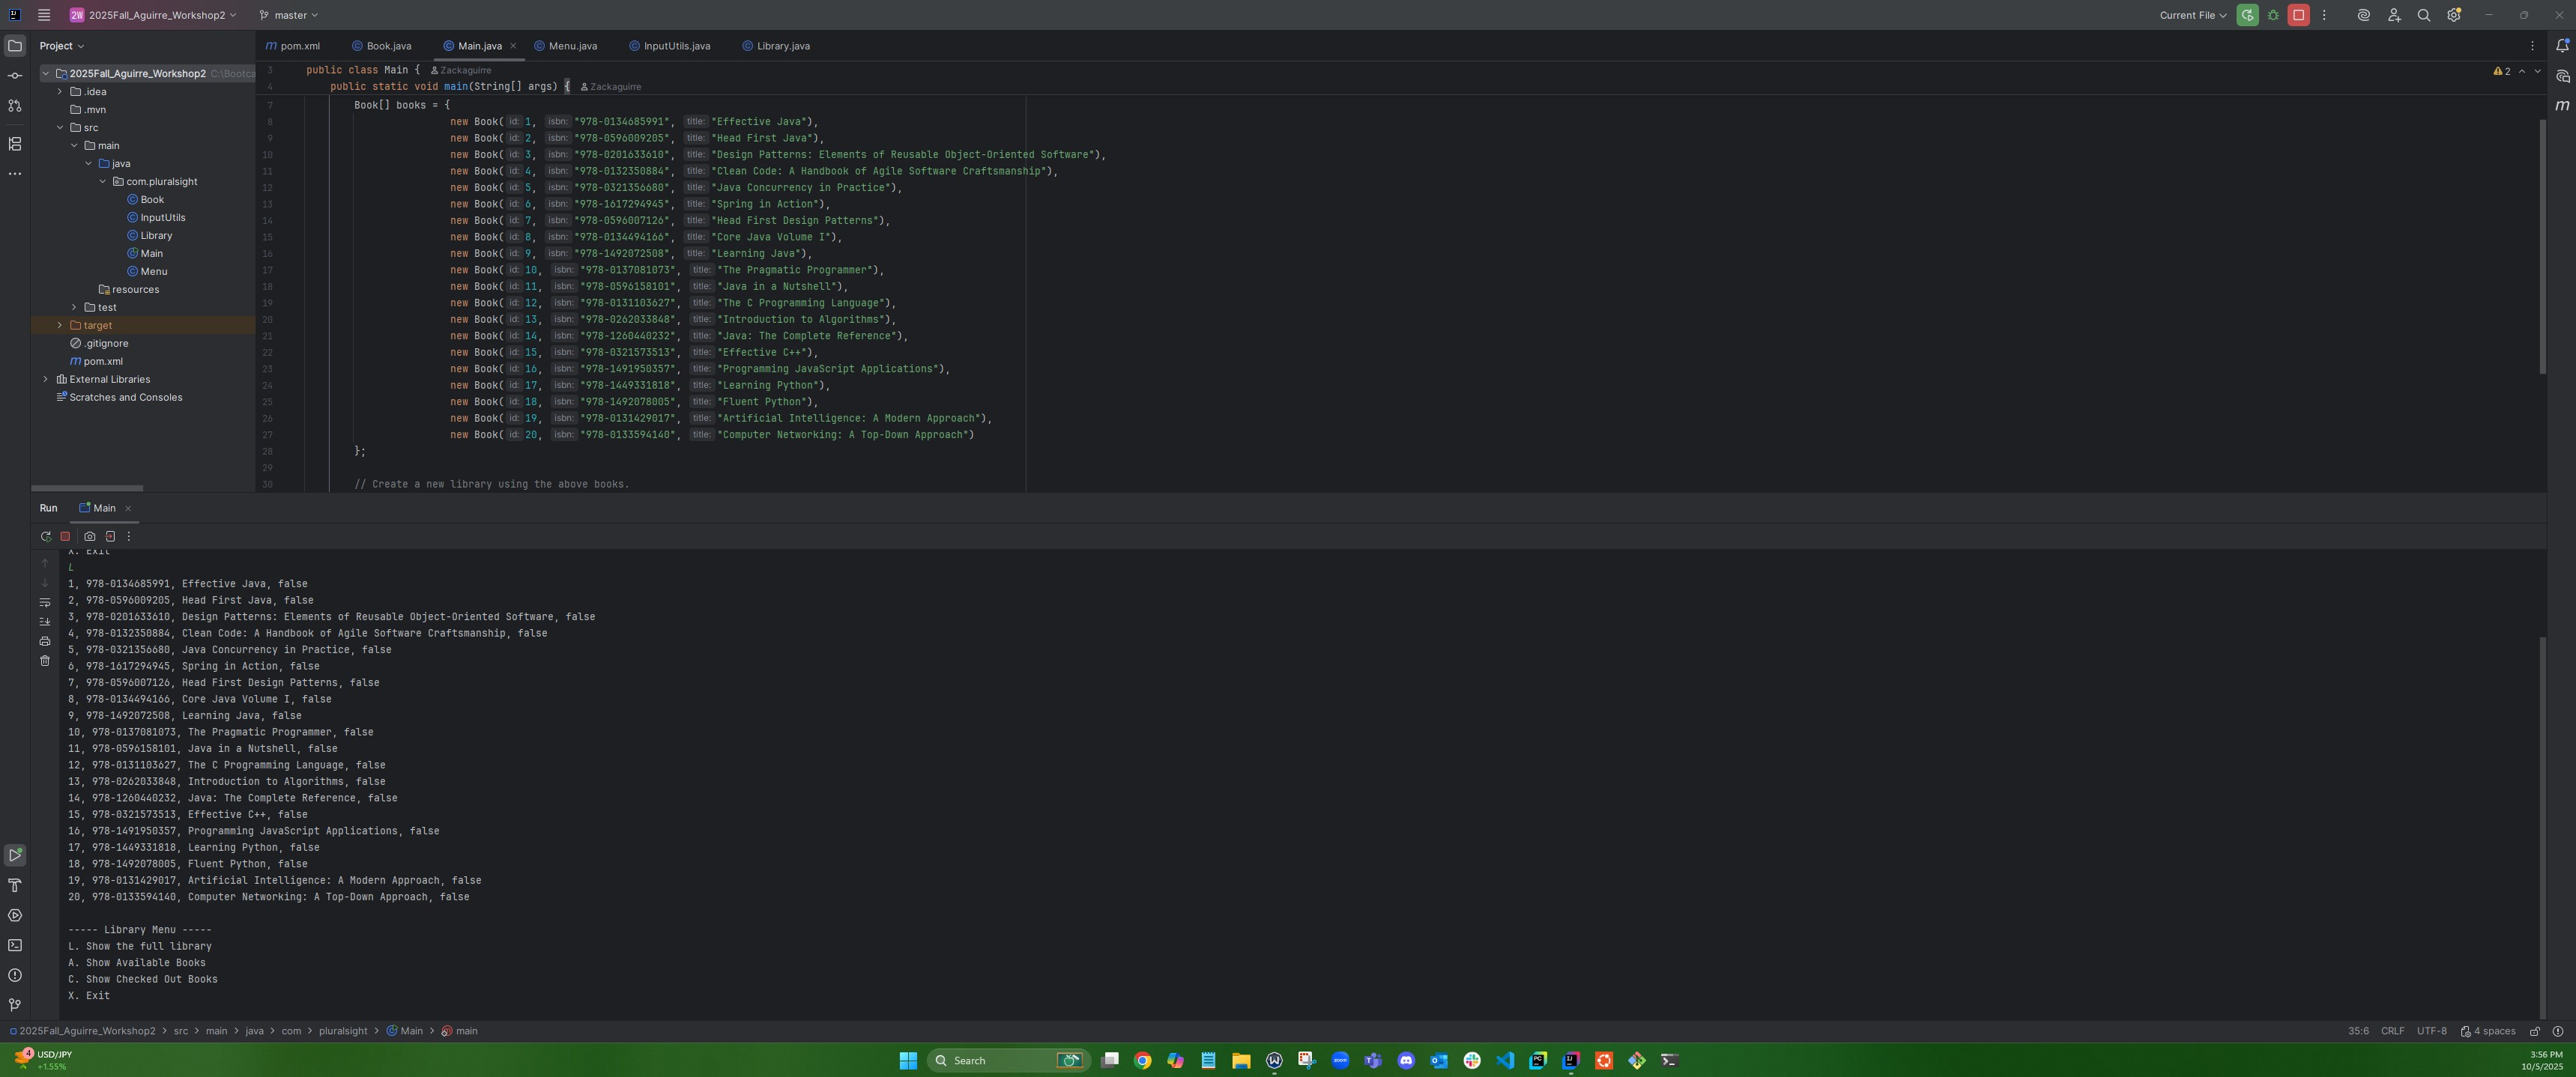 2W 2025Fall_Aguirre_Workshop2 master Current File
Project
pom.xml Book.java Main.java Menu.java InputUtils.java Library.java
2025Fall_Aguirre_Workshop2 C:\Bootca
.idea
.mvn
src
main
java
com.pluralsight
Book
InputUtils
Library
Main
Menu
resources
test
target
.gitignore
pom.xml
External Libraries
Scratches and Consoles
2
3 public class Main { Zackaguirre
4 public static void main(String[] args) { Zackaguirre
7 Book[] books = {
8 new Book( id: 1, isbn: "978-0134685991", title: "Effective Java"),
9 new Book( id: 2, isbn: "978-0596009205", title: "Head First Java"),
10 new Book( id: 3, isbn: "978-0201633610", title: "Design Patterns: Elements of Reusable Object-Oriented Software"),
11 new Book( id: 4, isbn: "978-0132350884", title: "Clean Code: A Handbook of Agile Software Craftsmanship"),
12 new Book( id: 5, isbn: "978-0321356680", title: "Java Concurrency in Practice"),
13 new Book( id: 6, isbn: "978-1617294945", title: "Spring in Action"),
14 new Book( id: 7, isbn: "978-0596007126", title: "Head First Design Patterns"),
15 new Book( id: 8, isbn: "978-0134494166", title: "Core Java Volume I"),
16 new Book( id: 9, isbn: "978-1492072508", title: "Learning Java"),
17 new Book( id: 10, isbn: "978-0137081073", title: "The Pragmatic Programmer"),
18 new Book( id: 11, isbn: "978-0596158101", title: "Java in a Nutshell"),
19 new Book( id: 12, isbn: "978-0131103627", title: "The C Programming Language"),
20 new Book( id: 13, isbn: "978-0262033848", title: "Introduction to Algorithms"),
21 new Book( id: 14, isbn: "978-1260440232", title: "Java: The Complete Reference"),
22 new Book( id: 15, isbn: "978-0321573513", title: "Effective C++"),
23 new Book( id: 16, isbn: "978-1491950357", title: "Programming JavaScript Applications"),
24 new Book( id: 17, isbn: "978-1449331818", title: "Learning Python"),
25 new Book( id: 18, isbn: "978-1492078005", title: "Fluent Python"),
26 new Book( id: 19, isbn: "978-0131429017", title: "Artificial Intelligence: A Modern Approach"),
27 new Book( id: 20, isbn: "978-0133594140", title: "Computer Networking: A Top-Down Approach")
28 };
29
30 // Create a new library using the above books.
Run Main
X. Exit
L
1, 978-0134685991, Effective Java, false
2, 978-0596009205, Head First Java, false
3, 978-0201633610, Design Patterns: Elements of Reusable Object-Oriented Software, false
4, 978-0132350884, Clean Code: A Handbook of Agile Software Craftsmanship, false
5, 978-0321356680, Java Concurrency in Practice, false
6, 978-1617294945, Spring in Action, false
7, 978-0596007126, Head First Design Patterns, false
8, 978-0134494166, Core Java Volume I, false
9, 978-1492072508, Learning Java, false
10, 978-0137081073, The Pragmatic Programmer, false
11, 978-0596158101, Java in a Nutshell, false
12, 978-0131103627, The C Programming Language, false
13, 978-0262033848, Introduction to Algorithms, false
14, 978-1260440232, Java: The Complete Reference, false
15, 978-0321573513, Effective C++, false
16, 978-1491950357, Programming JavaScript Applications, false
17, 978-1449331818, Learning Python, false
18, 978-1492078005, Fluent Python, false
19, 978-0131429017, Artificial Intelligence: A Modern Approach, false
20, 978-0133594140, Computer Networking: A Top-Down Approach, false
----- Library Menu -----
L. Show the full library
A. Show Available Books
C. Show Checked Out Books
X. Exit
2025Fall_Aguirre_Workshop2 > src > main > java > com > pluralsight > Main > main 35:6 CRLF UTF-8 4 spaces
4 USD/JPY
+1.55%
Search
3:56 PM
10/5/2025